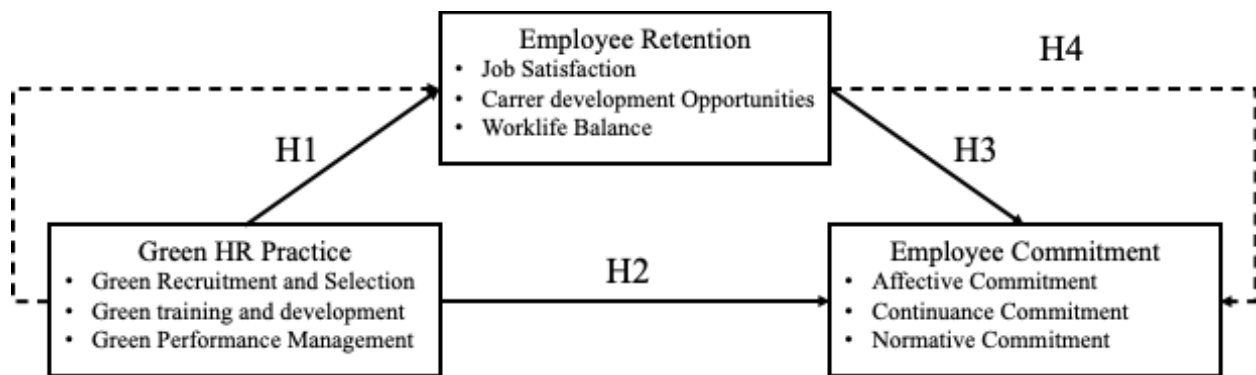 Employee Retention
• Job Satisfaction
• Carrer development Opportunities
• Worklife Balance
H4
H1
H3
Green HR Practice
• Green Recruitment and Selection
• Green training and development
• Green Performance Management
H2
Employee Commitment
• Affective Commitment
• Continuance Commitment
• Normative Commitment